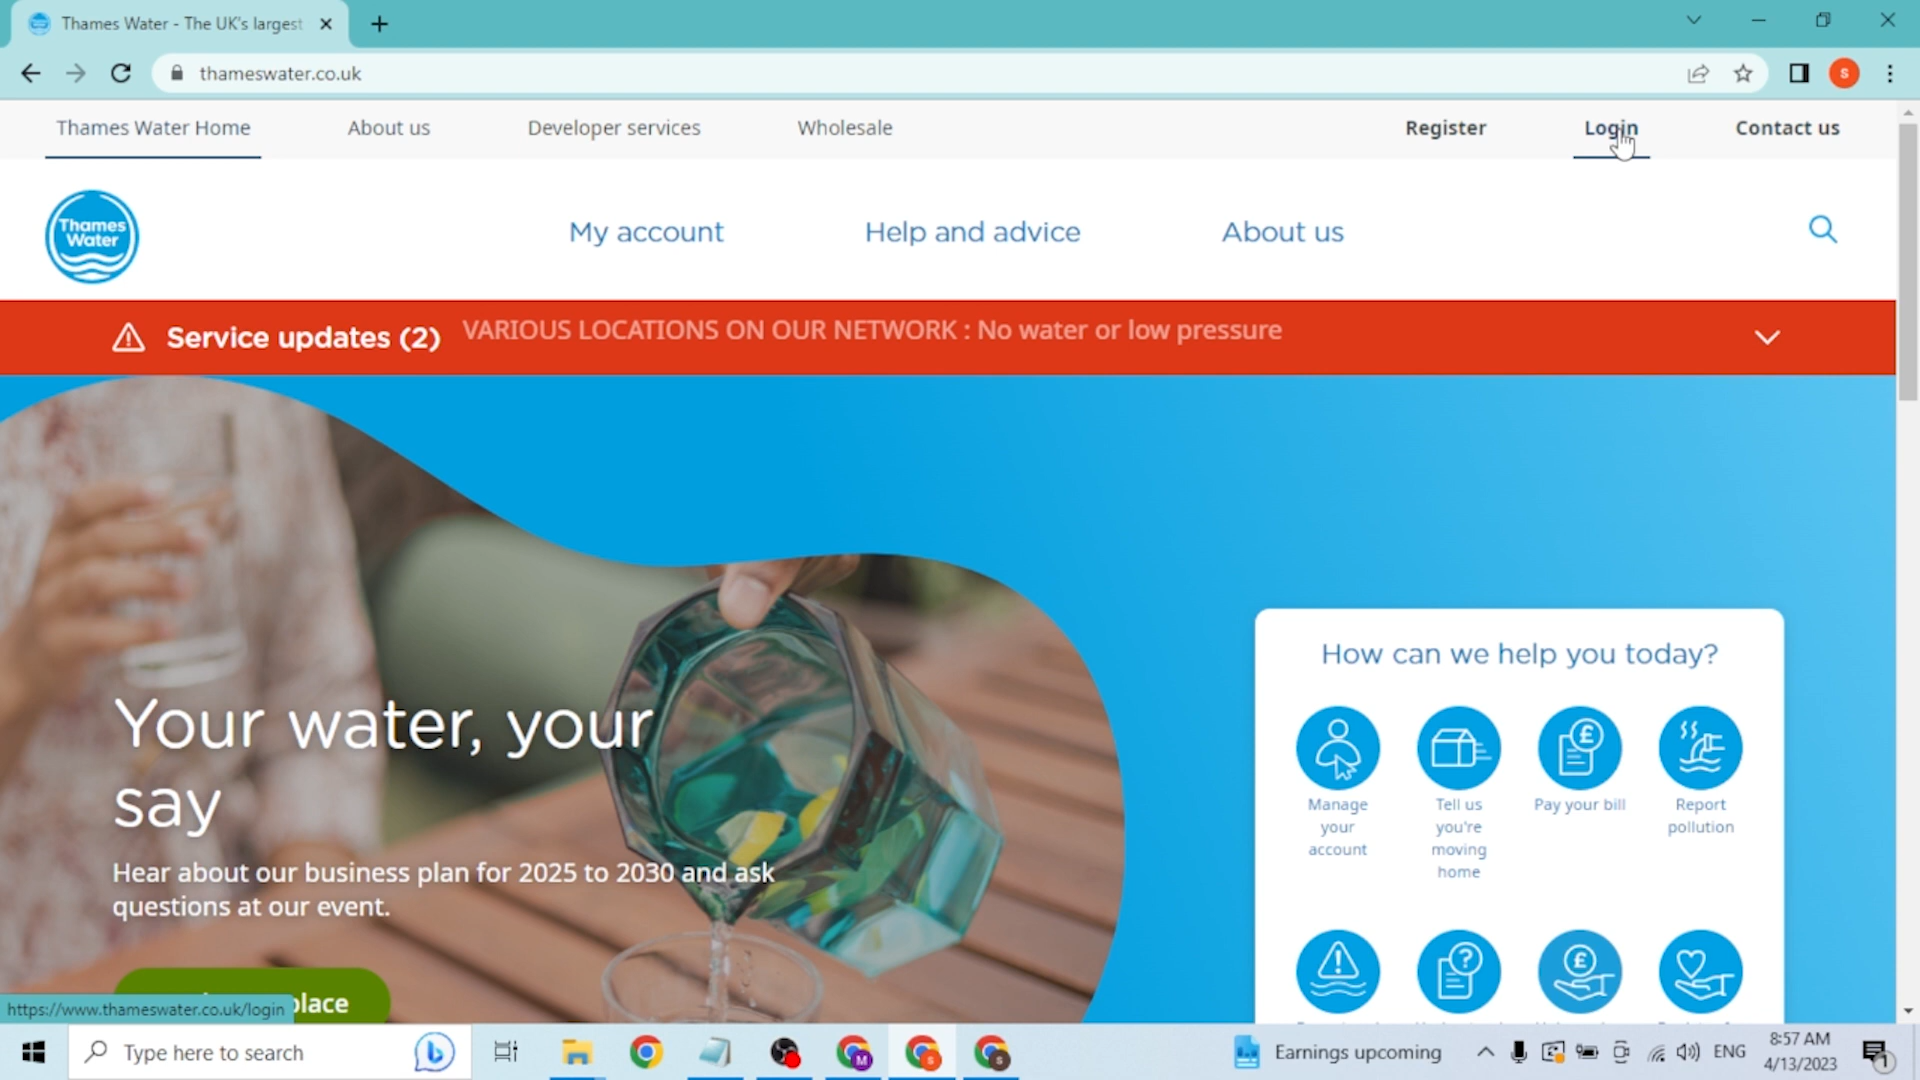 Thames Water - The UK's largest
thameswater.co.uk
S
Thames Water Home
About us
Developer services
Wholesale
Register
Login
Contact us
Thames
Water
My account
Help and advice
About us
Service updates (2)
VARIOUS LOCATIONS ON OUR NETWORK : No water or low pressure
Your water, your
say
Hear about our business plan for 2025 to 2030 and ask
questions at our event.
place
How can we help you today?
Manage
your
account
Tell us
you're
moving
home
Pay your bill
Report
pollution
https://www.thameswater.co.uk/login
Type here to search
M
S
S
Earnings upcoming
ENG
8:57 AM
4/13/2023
1